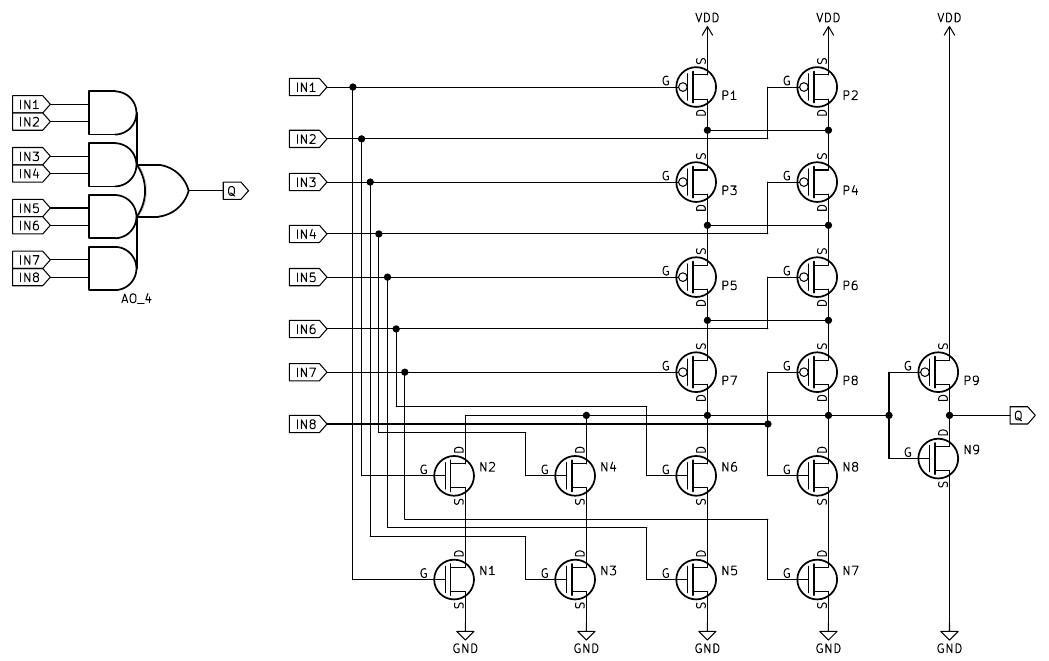 IN1
IN2
IN3
IN4
IN5
IN6
IN7
IN8
AO_4
Q
VDD
VDD
VDD
IN1
G
S
D
P1
G
S
D
P2
IN2
IN3
G
S
D
P3
G
S
D
P4
IN4
IN5
G
S
D
P5
G
S
D
P6
IN6
IN7
G
S
D
P7
G
S
D
P8
G
S
D
P9
IN8
Q
G
D
S
N2
G
D
S
N4
G
D
S
N6
G
D
S
N8
G
D
S
N9
G
D
S
N1
G
D
S
N3
G
D
S
N5
G
D
S
N7
GND
GND
GND
GND
GND